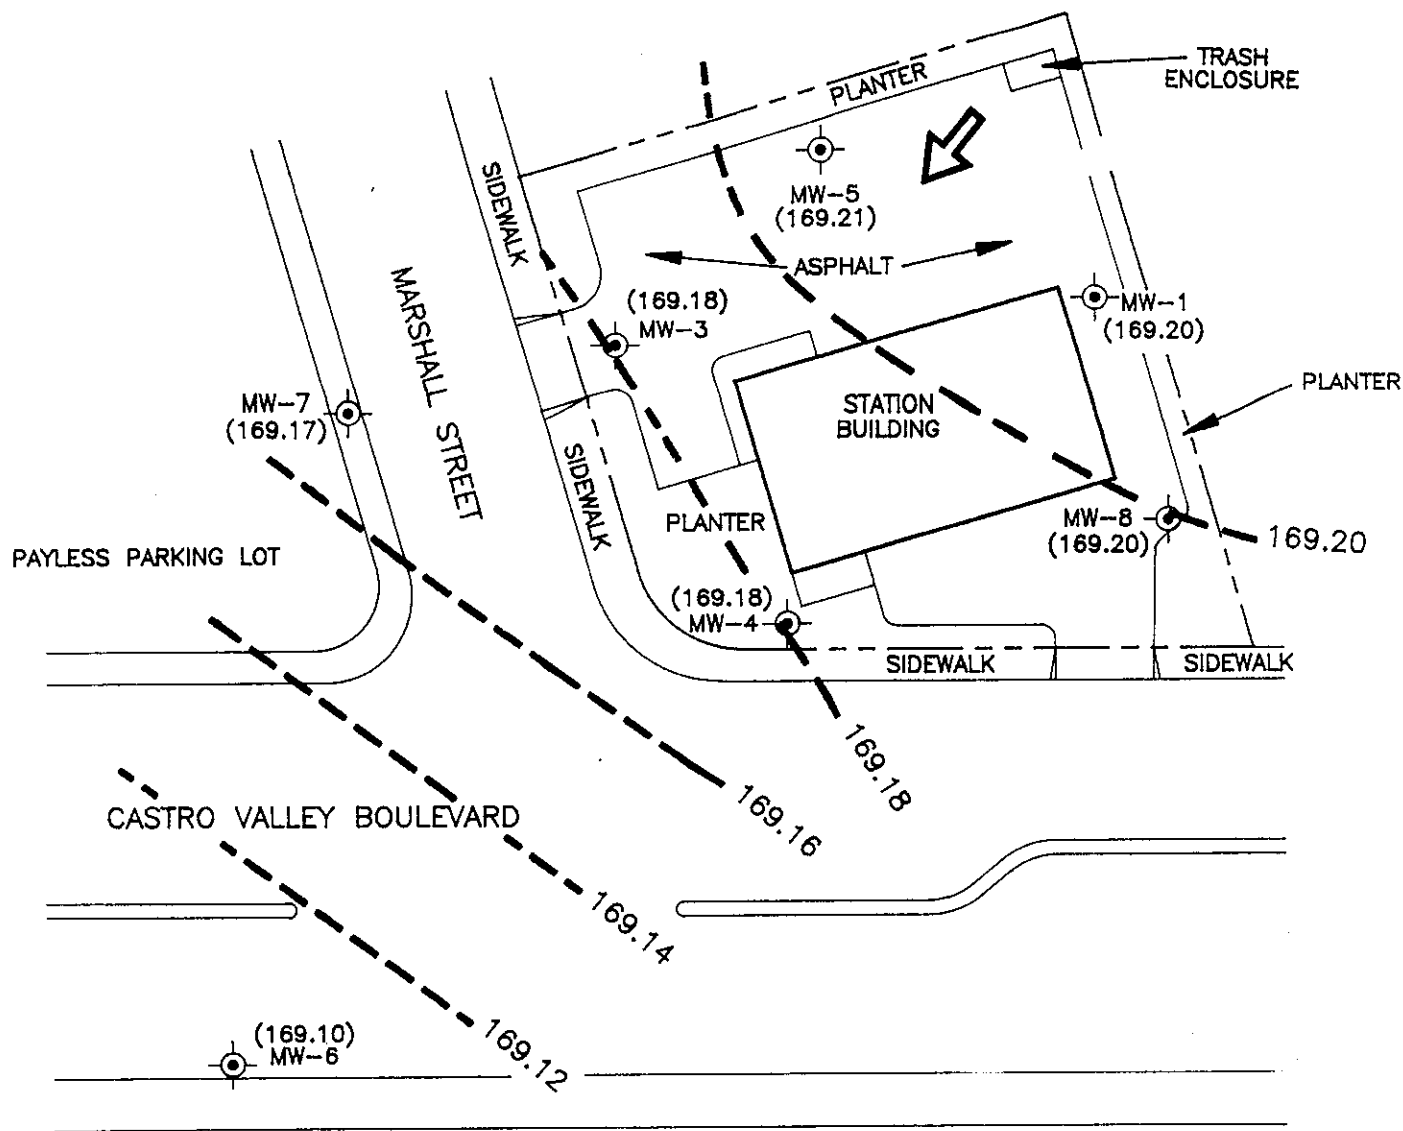 TRASH
ENCLOSURE
PLANTER
SIDEWALK
MW-5
(169.21)
ASPHALT
MARSHALL STREET
(169.18)
MW-3
MW-1
(169.20)
PLANTER
MW-7
(169.17)
STATION
BUILDING
SIDEWALK
PLANTER
MW-8
(169.20)
169.20
PAYLESS PARKING LOT
(169.18)
MW-4
SIDEWALK
SIDEWALK
169.18
169.16
CASTRO VALLEY BOULEVARD
169.14
(169.10)
MW-6
169.12